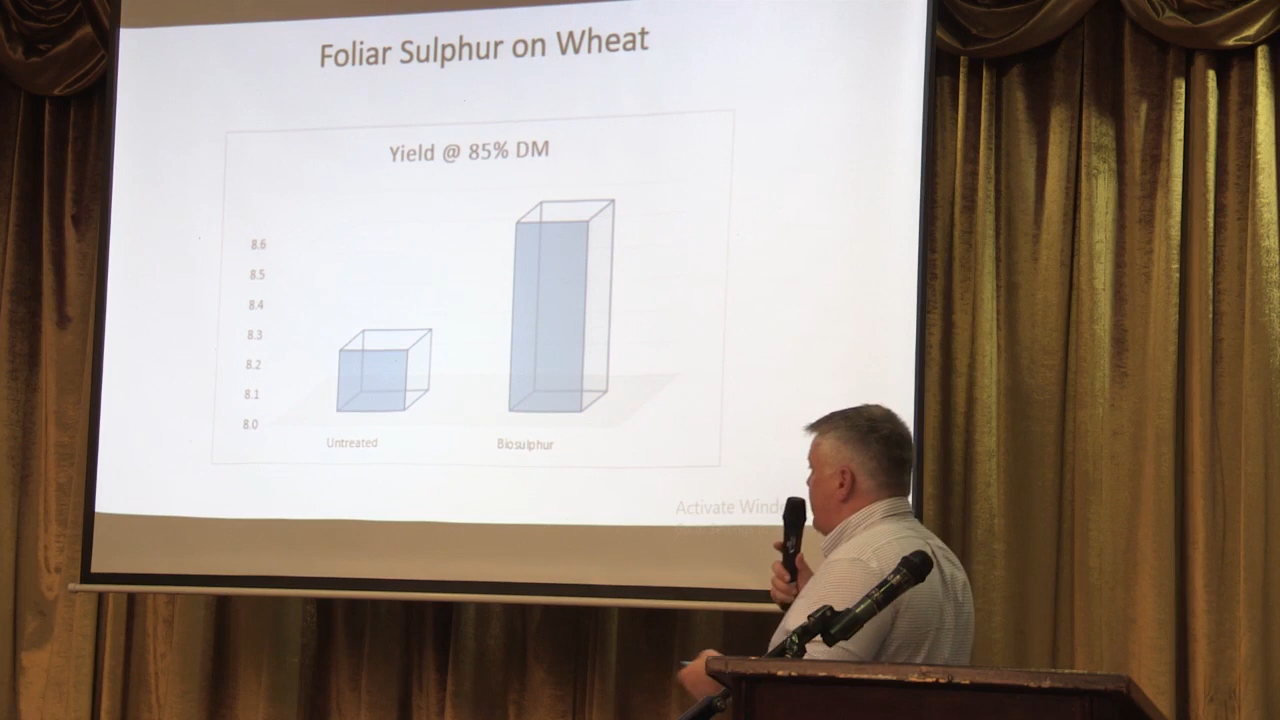 Foliar Sulphur on Wheat
Yield @ 85% DM
8.6
8.5
8.4
8.3
8.2
8.1
8.0
Untreated
Biosulphur
Activate